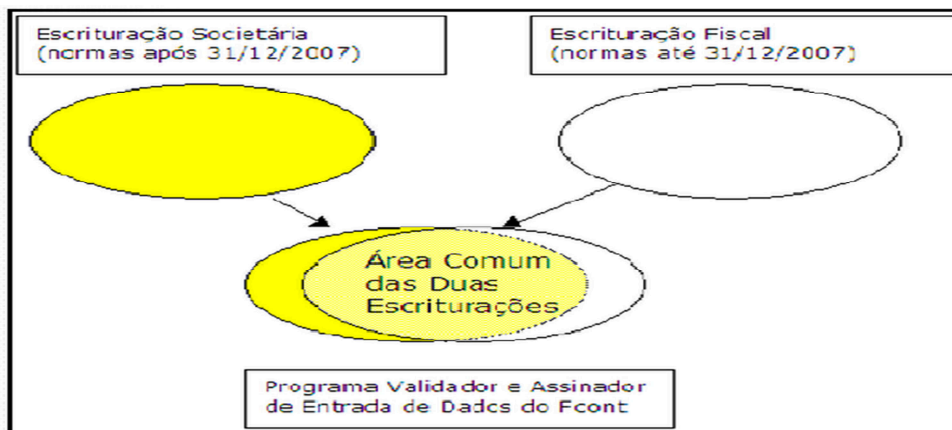 Escrituração Societária
(normas após 31/12/2007)
Escrituração Fiscal
(normas até 31/12/2007)
Área Comum
das Duas
Escriturações
Programa Validador e Assinador
de Entrada de Dados do Fcont